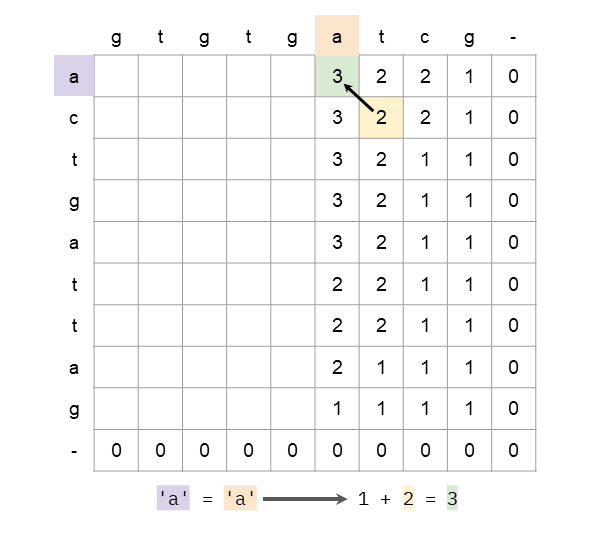 g t g t g a t c g -
a 3 2 2 1 0
c 3 2 2 1 0
t 3 2 1 1 0
g 3 2 1 1 0
a 3 2 1 1 0
t 2 2 1 1 0
t 2 2 1 1 0
a 2 1 1 1 0
g 1 1 1 1 0
- 0 0 0 0 0 0 0 0 0 0
'a' = 'a' 1 + 2 = 3